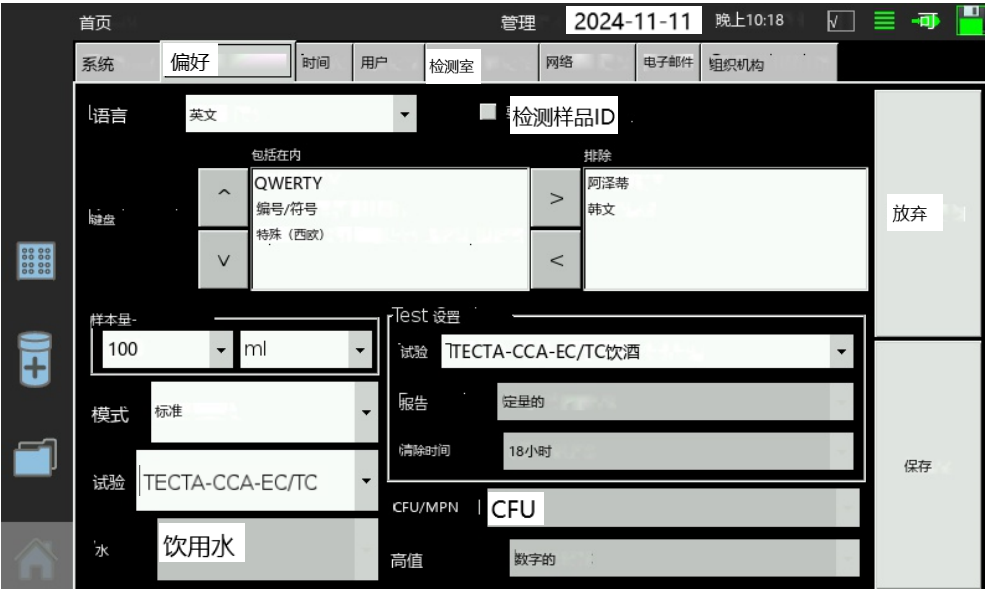 首页 管理 2024-11-11 晚上10:18
系统 偏好 时间 用户 检测室 网络 电子邮件 组织机构
语言 英文 检测样品ID
包括在内 排除
键盘
^ QWERTY > 阿泽蒂
编号/符号 韩文
v 特殊（西欧） <
放弃
样本量-
100 ml
Test 设置
试验 TECTA-CCA-EC/TC饮酒
模式 标准
报告 定量的
清除时间 18小时
试验 TECTA-CCA-EC/TC
CFU/MPN CFU
水 饮用水
高值 数字的
保存